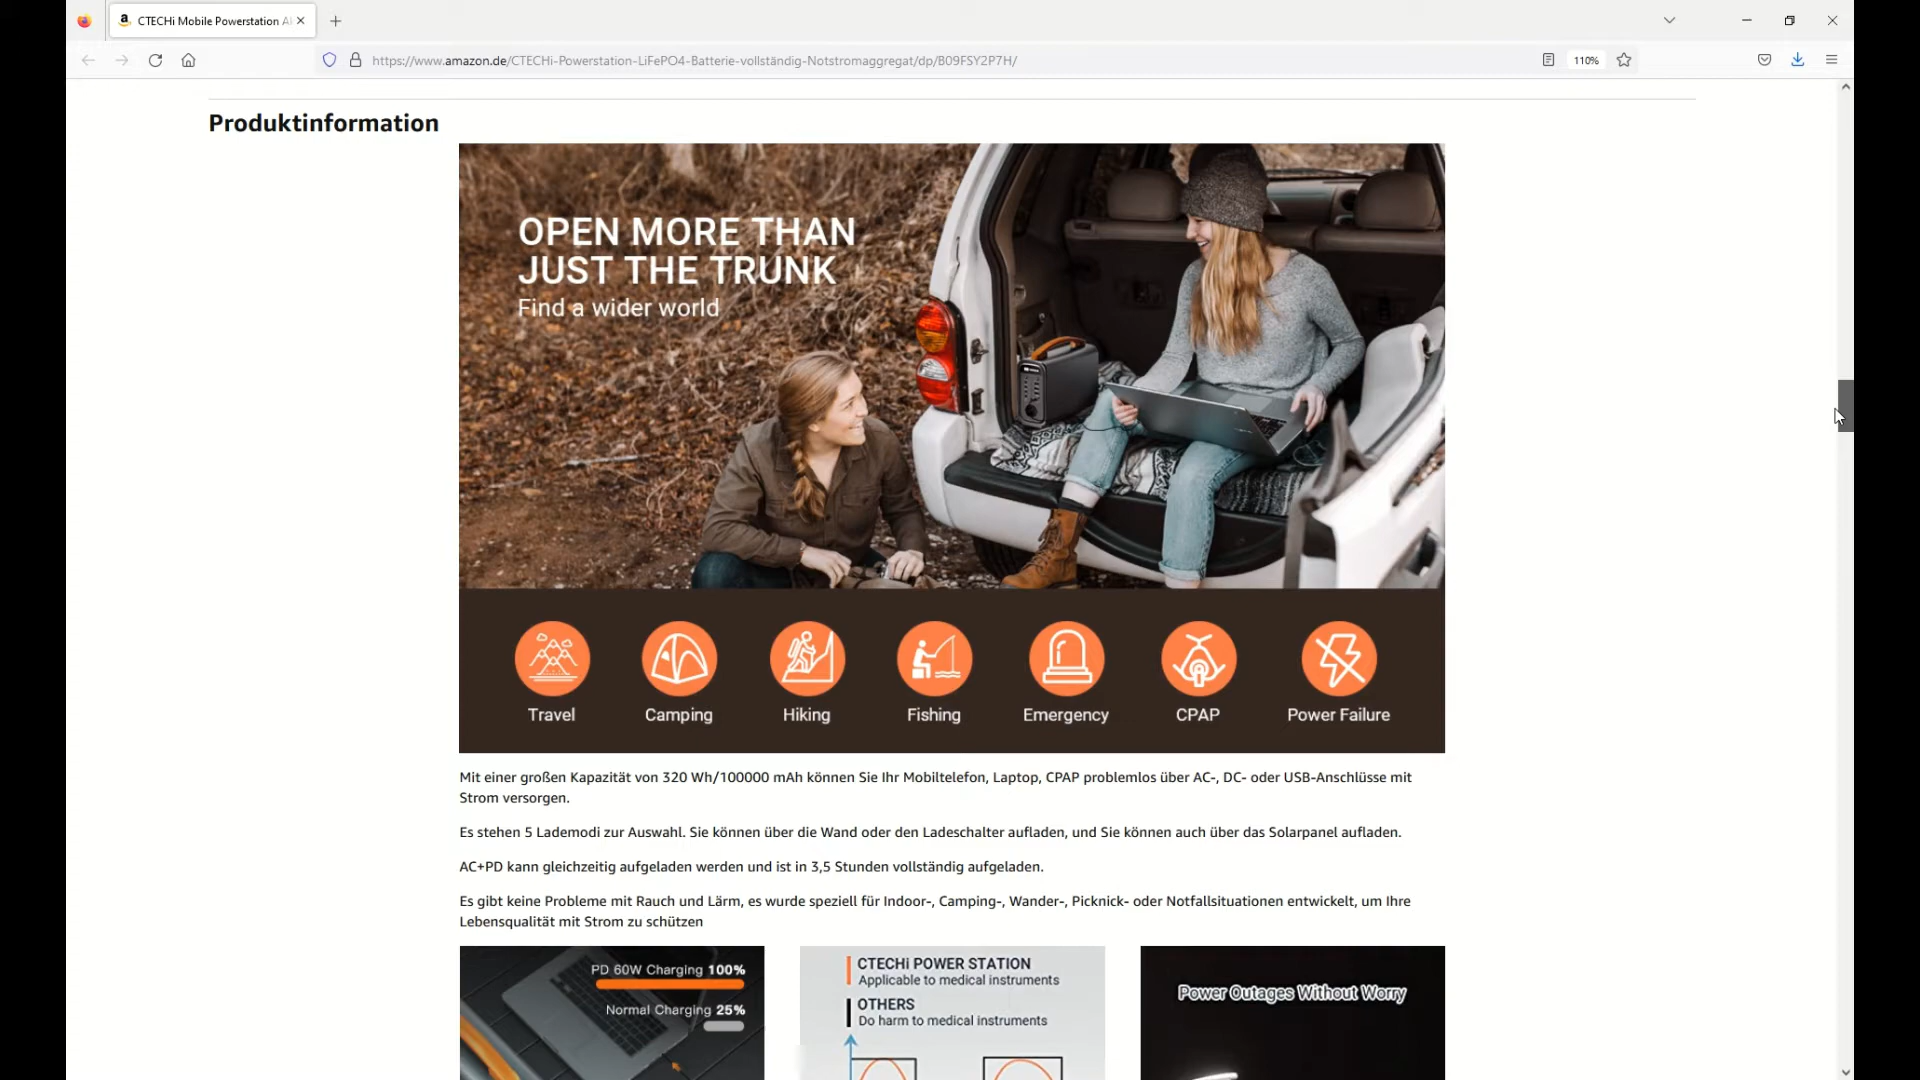 CTECHi Mobile Powerstation
https://www.amazon.de/CTECHi-Powerstation-LiFePO4-Batterie-vollständig-Notstromaggregat/dp/B09FSY2P7H/
110%
Produktinformation
OPEN MORE THAN
JUST THE TRUNK
Find a wider world
Travel
Camping
Hiking
Fishing
Emergency
CPAP
Power Failure
Mit einer großen Kapazität von 320 Wh/100000 mAh können Sie Ihr Mobiltelefon, Laptop, CPAP problemlos über AC-, DC- oder USB-Anschlüsse mit
Strom versorgen.
Es stehen 5 Lademodi zur Auswahl. Sie können über die Wand oder den Ladeschalter aufladen, und Sie können auch über das Solarpanel aufladen.
AC+PD kann gleichzeitig aufgeladen werden und ist in 3,5 Stunden vollständig aufgeladen.
Es gibt keine Probleme mit Rauch und Lärm, es wurde speziell für Indoor-, Camping-, Wander-, Picknick- oder Notfallsituationen entwickelt, um Ihre
Lebensqualität mit Strom zu schützen
PD 60W Charging 100%
Normal Charging 25%
CTECHi POWER STATION
Applicable to medical instruments
OTHERS
Do harm to medical instruments
Power Outages Without Worry